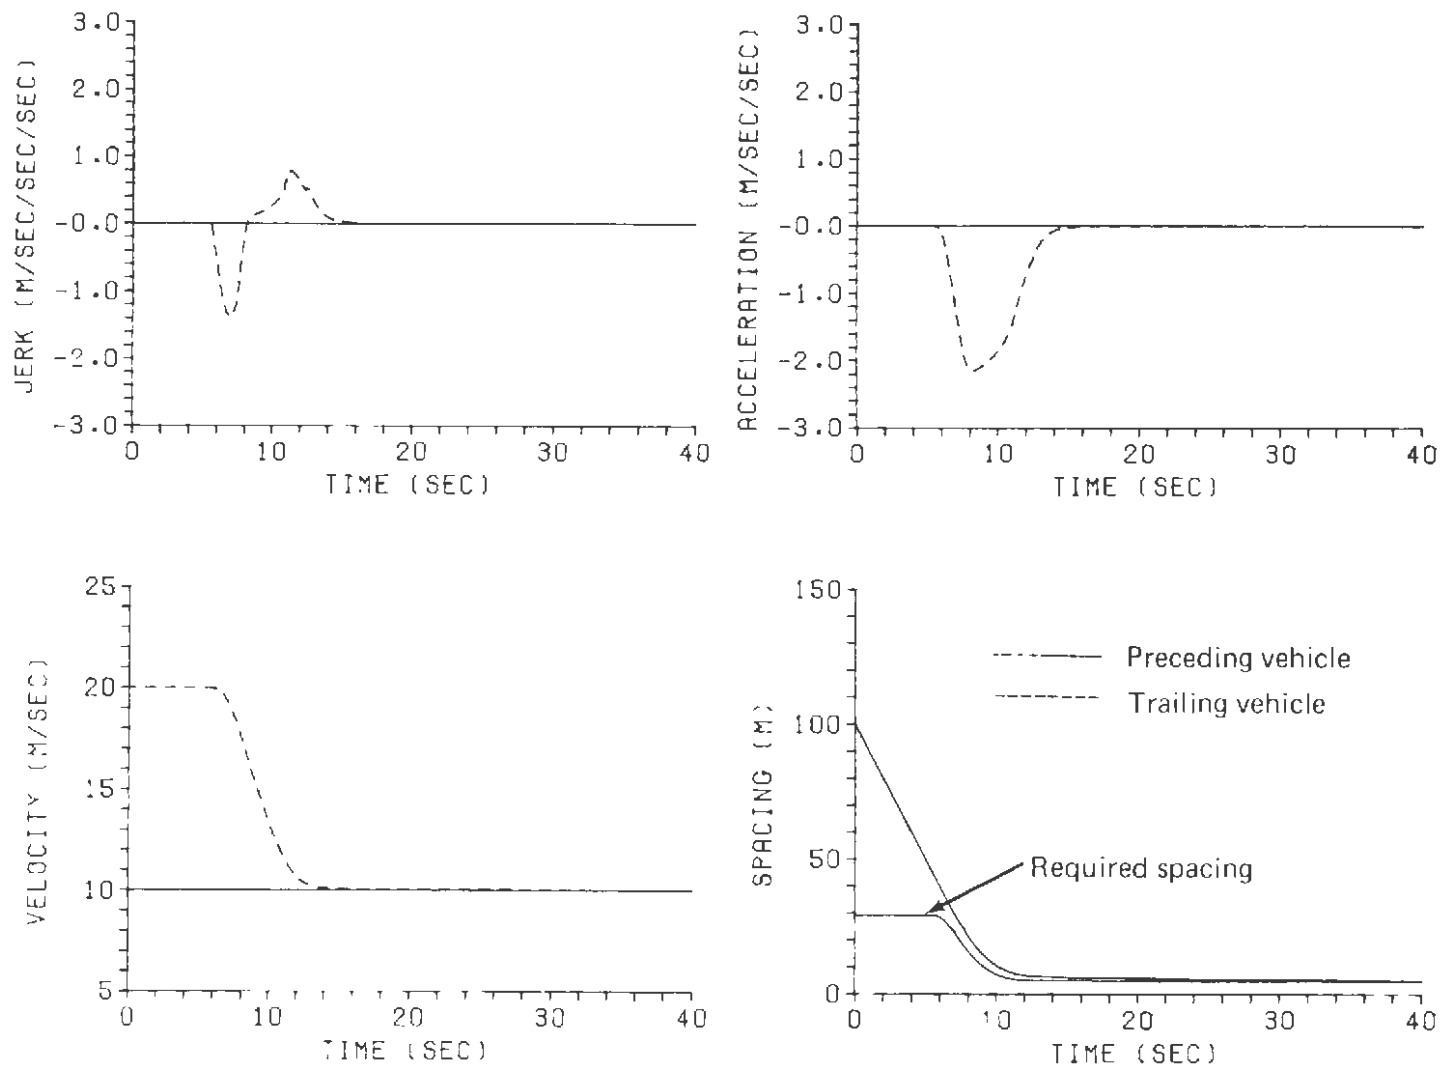 3.0
2.0
1.0
-0.0
-1.0
-2.0
-3.0
JERK (M/SEC/SEC/SEC)
0 10 20 30 40
TIME (SEC)
3.0
2.0
1.0
-0.0
-1.0
-2.0
-3.0
ACCELERATION (M/SEC/SEC)
0 10 20 30 40
TIME (SEC)
25
20
15
10
5
VELOCITY (M/SEC)
0 10 20 30 40
TIME (SEC)
150
100
50
0
SPACING (M)
Preceding vehicle
Trailing vehicle
Required spacing
0 10 20 30 40
TIME (SEC)